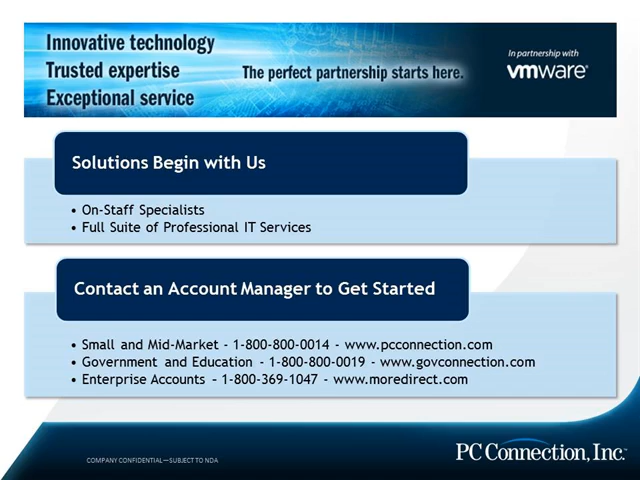 Innovative technology
Trusted expertise
Exceptional service
The perfect partnership starts here.
In partnership with
vmware®
Solutions Begin with Us
• On-Staff Specialists
• Full Suite of Professional IT Services
Contact an Account Manager to Get Started
• Small and Mid-Market - 1-800-800-0014 - www.pcconnection.com
• Government and Education - 1-800-800-0019 - www.govconnection.com
• Enterprise Accounts – 1-800-369-1047 - www.moredirect.com
COMPANY CONFIDENTIAL—SUBJECT TO NDA
PC Connection, Inc.